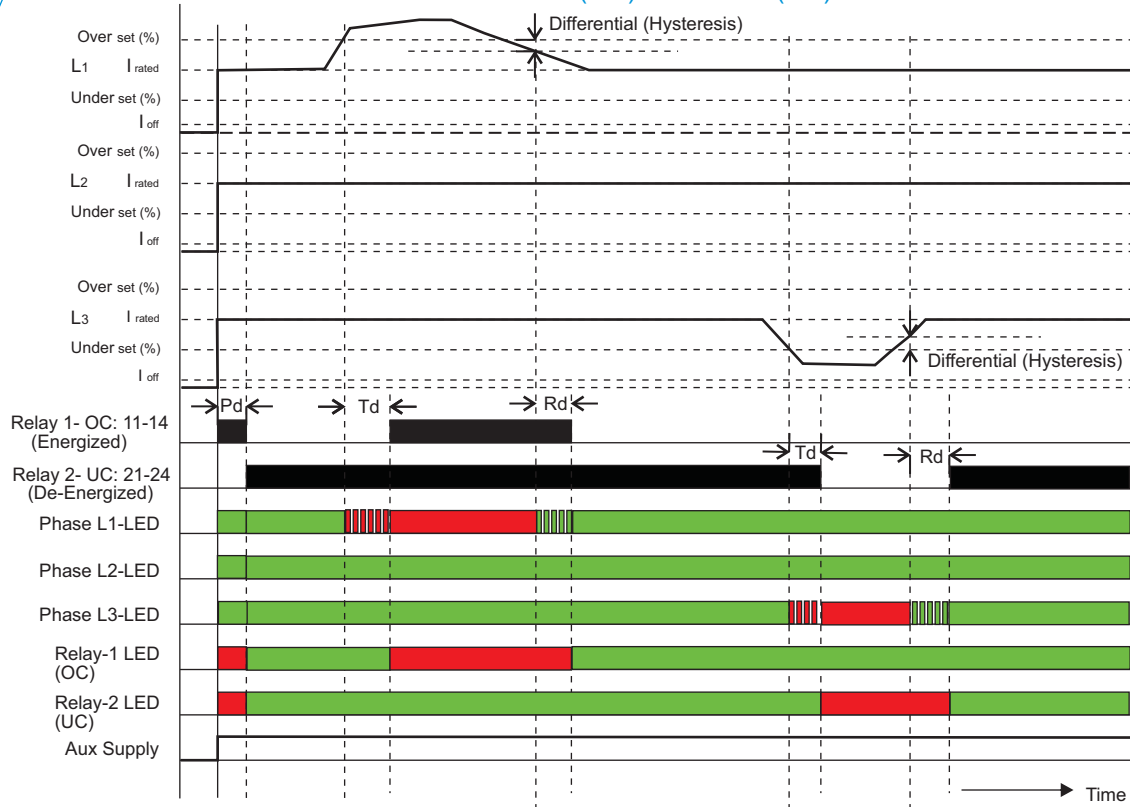 Differential (Hysteresis)
Over set (%)
L1 I rated
Under set (%)
I off
Over set (%)
L2 I rated
Under set (%)
I off
Over set (%)
L3 I rated
Under set (%)
I off
Differential (Hysteresis)
Pd
Td
Rd
Relay 1- OC: 11-14
(Energized)
Td
Rd
Relay 2- UC: 21-24
(De-Energized)
Phase L1-LED
Phase L2-LED
Phase L3-LED
Relay-1 LED
(OC)
Relay-2 LED
(UC)
Aux Supply
Time